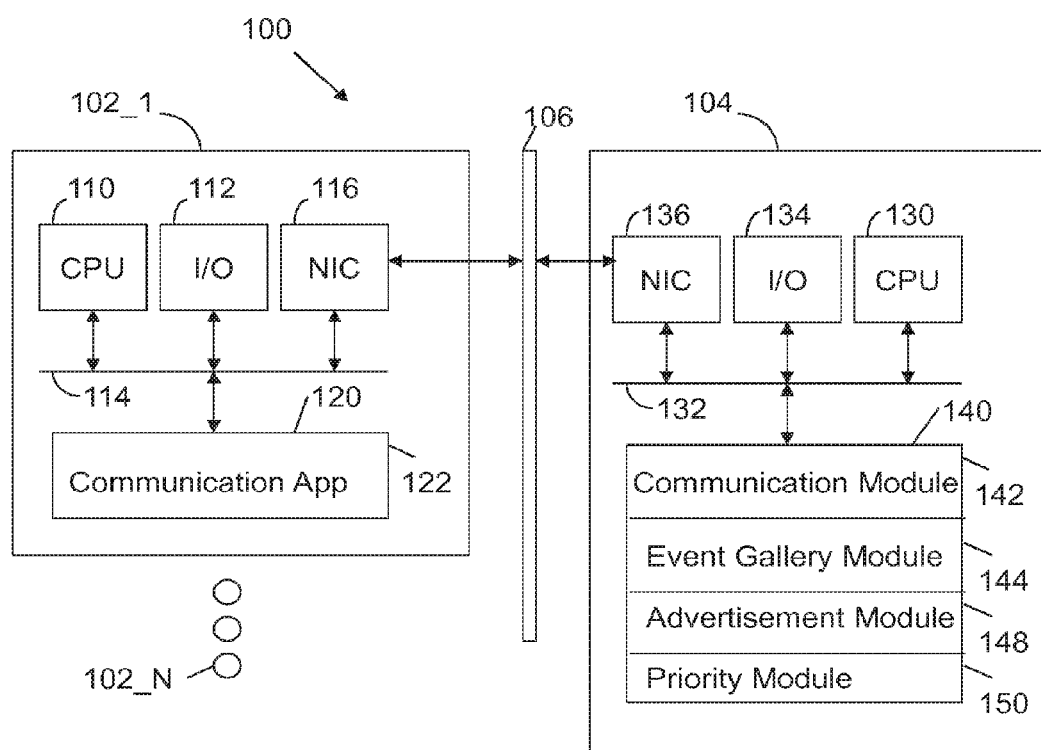 100
102_1
106
104
110
112
116
CPU
I/O
NIC
136
134
130
NIC
I/O
CPU
114
120
132
140
Communication App
122
Communication Module
142
Event Gallery Module
144
Advertisement Module
148
Priority Module
150
102_N